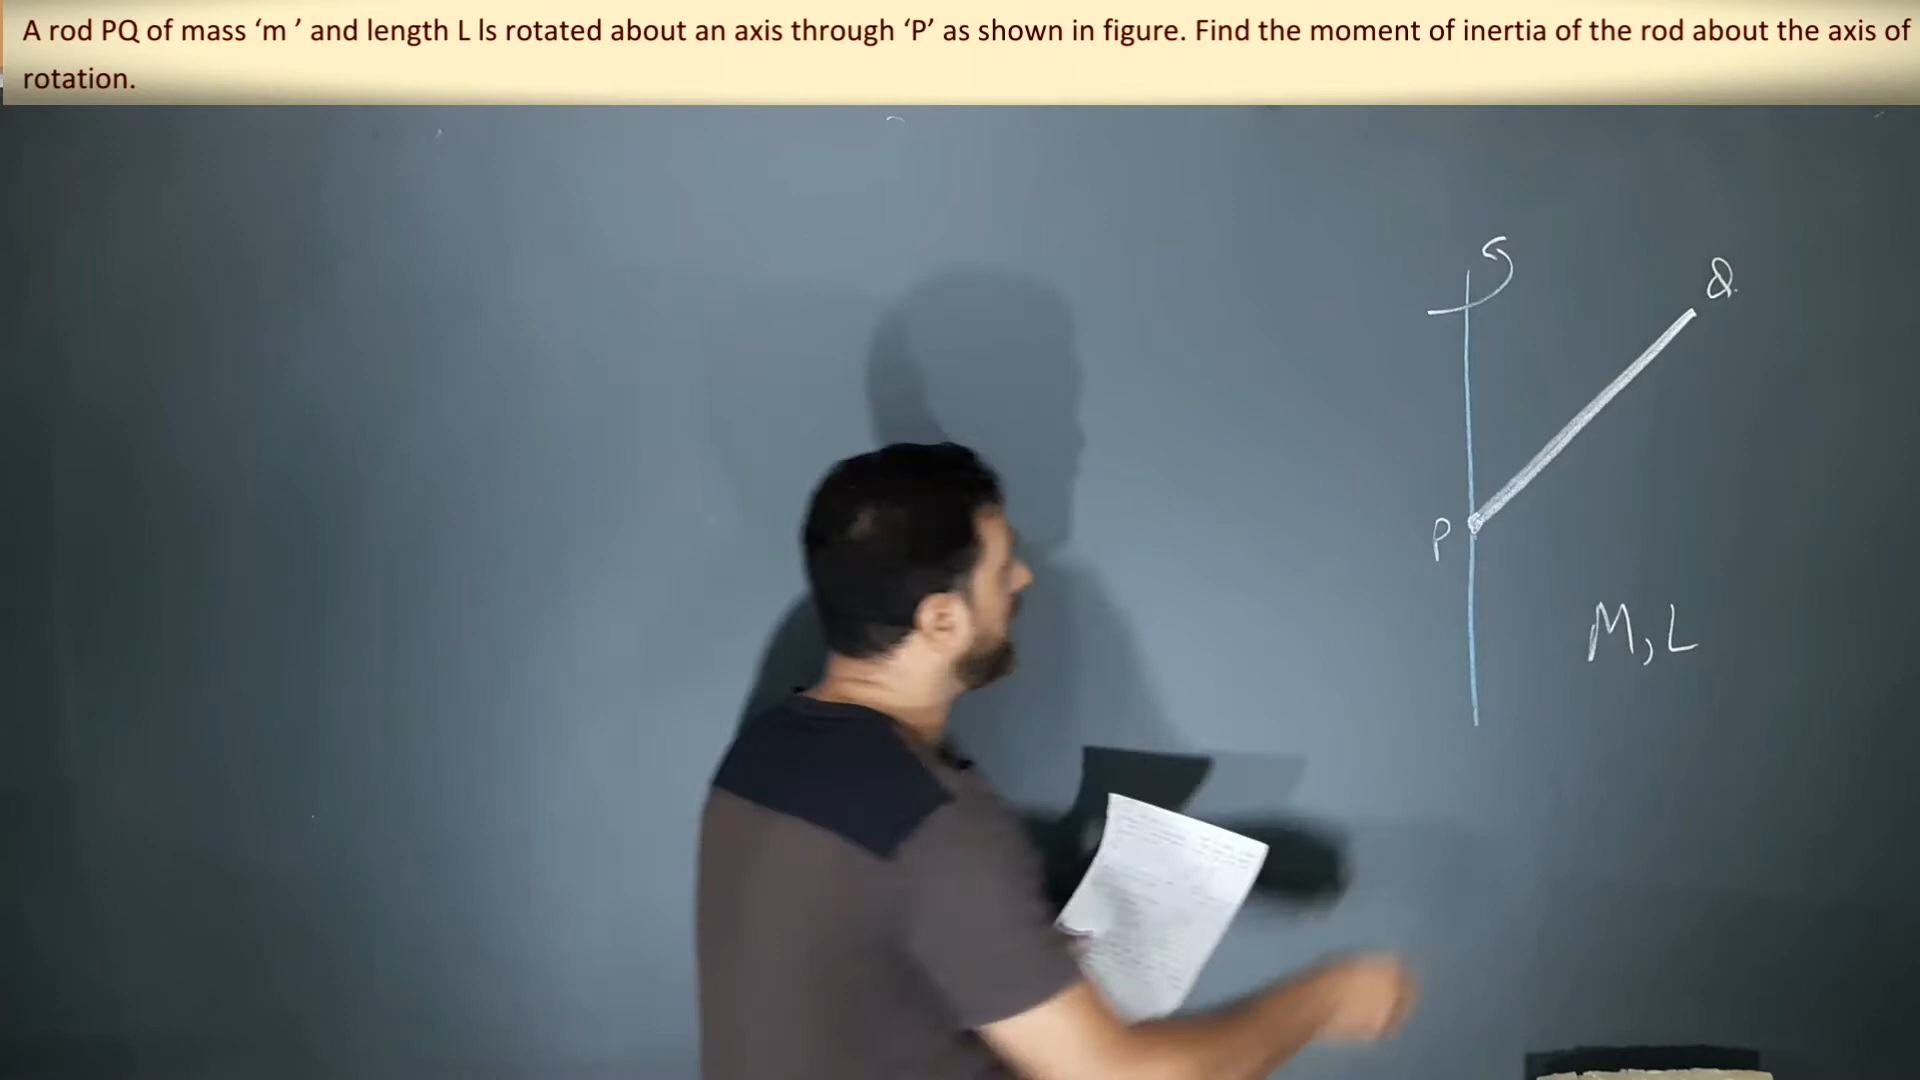 A rod PQ of mass ‘m ’ and length L ls rotated about an axis through ‘P’ as shown in figure. Find the moment of inertia of the rod about the axis of
rotation.
Q
P
M, L